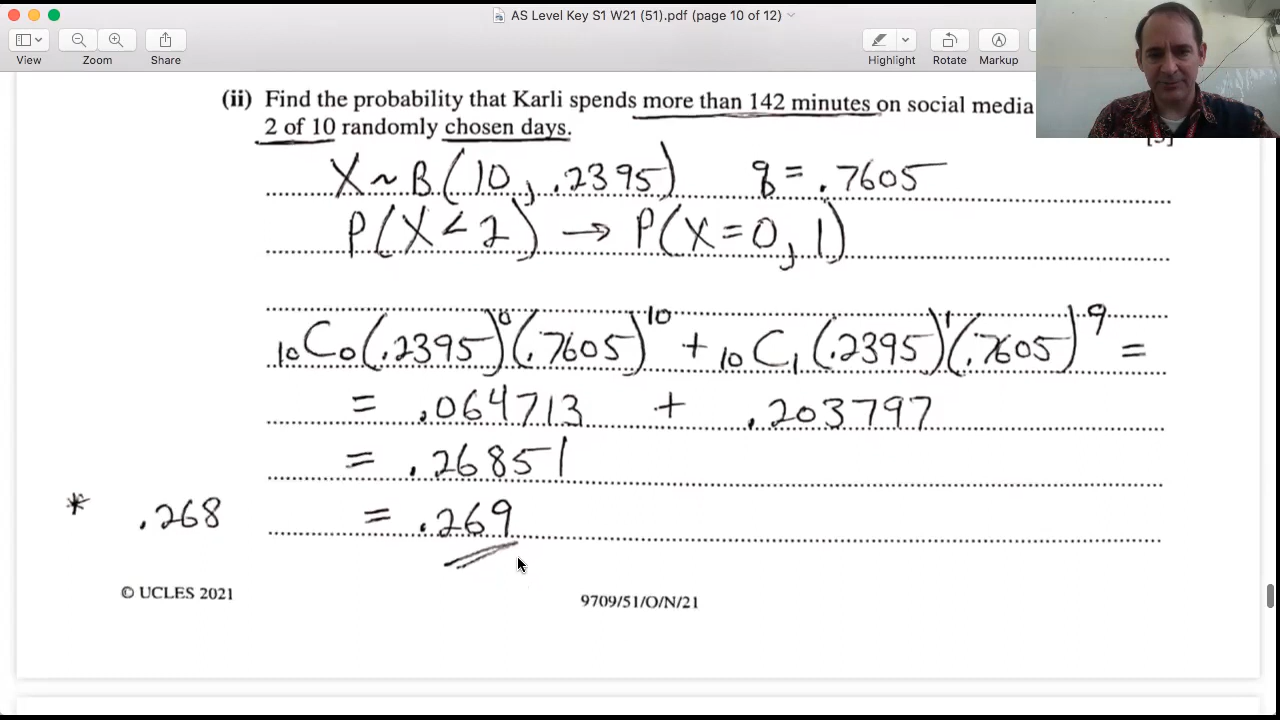 AS Level Key S1 W21 (51).pdf (page 10 of 12)
View Zoom Share Highlight Rotate Markup
(ii) Find the probability that Karli spends more than 142 minutes on social media
2 of 10 randomly chosen days.
[3]
X ~ B(10, .2395) q = .7605
P(X < 2) → P(X = 0, 1)
₁₀C₀(.2395)⁰(.7605)¹⁰ + ₁₀C₁(.2395)¹(.7605)⁹ =
= .064713 + .203797
= .26851
* .268 = .269
© UCLES 2021 9709/51/O/N/21